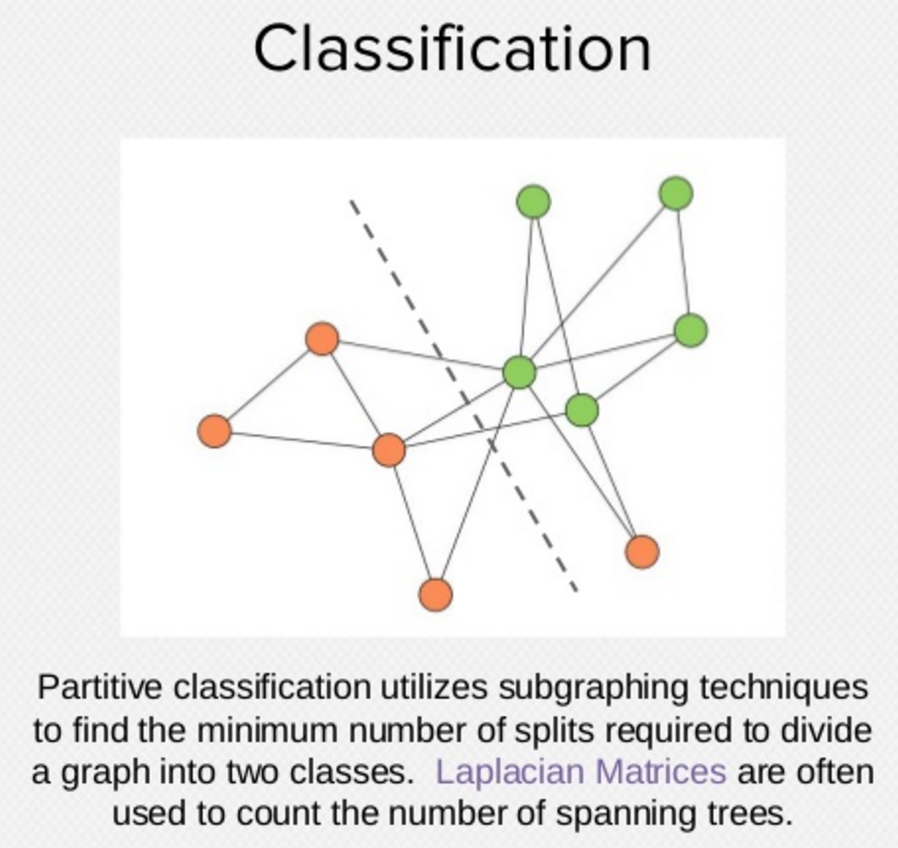 Classification
Partitive classification utilizes subgraphing techniques
to find the minimum number of splits required to divide
a graph into two classes.  Laplacian Matrices are often
used to count the number of spanning trees.